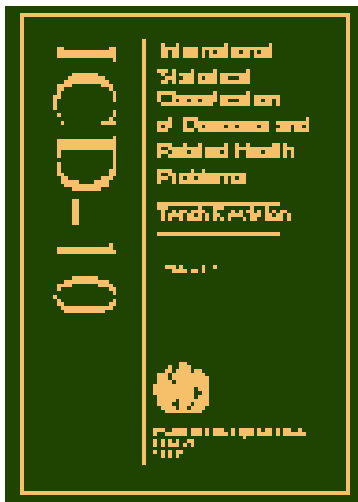 ICD-10
International
Statistical
Classification
of Diseases and
Related Health
Problems
Tenth Revision